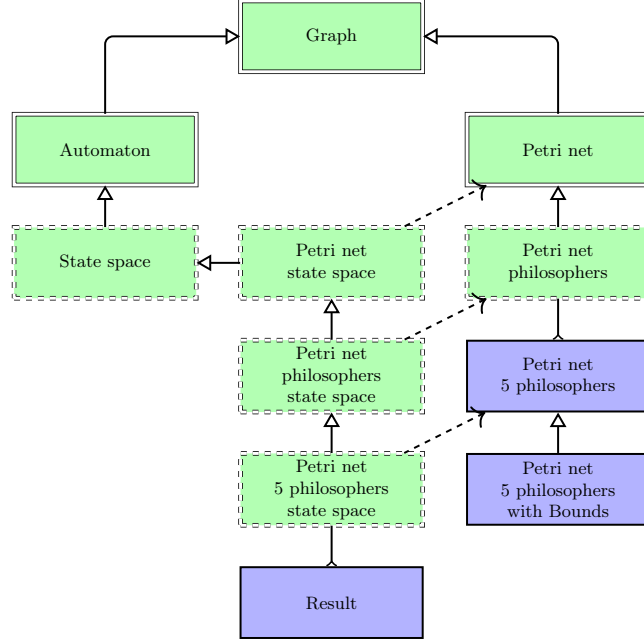 Graph
Automaton
Petri net
State space
Petri net
state space
Petri net
philosophers
Petri net
philosophers
state space
Petri net
5 philosophers
Petri net
5 philosophers
state space
Petri net
5 philosophers
with Bounds
Result